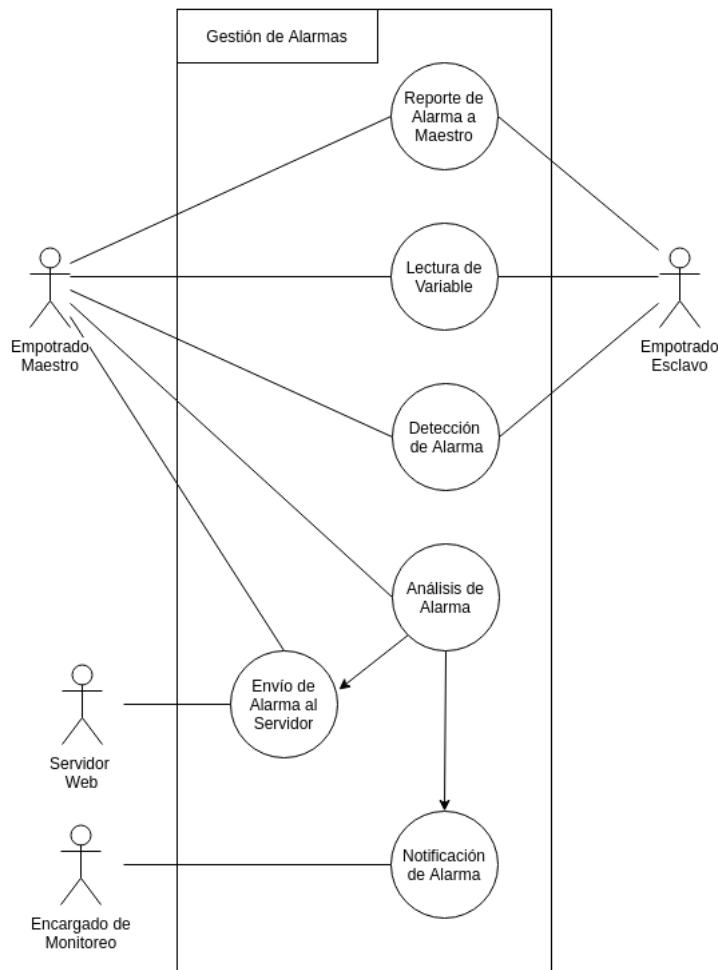 Gestión de Alarmas
Reporte de
Alarma a
Maestro
Lectura de
Variable
Empotrado
Maestro
Empotrado
Esclavo
Detección
de Alarma
Análisis de
Alarma
Envío de
Alarma al
Servidor
Servidor
Web
Notificación
de Alarma
Encargado de
Monitoreo